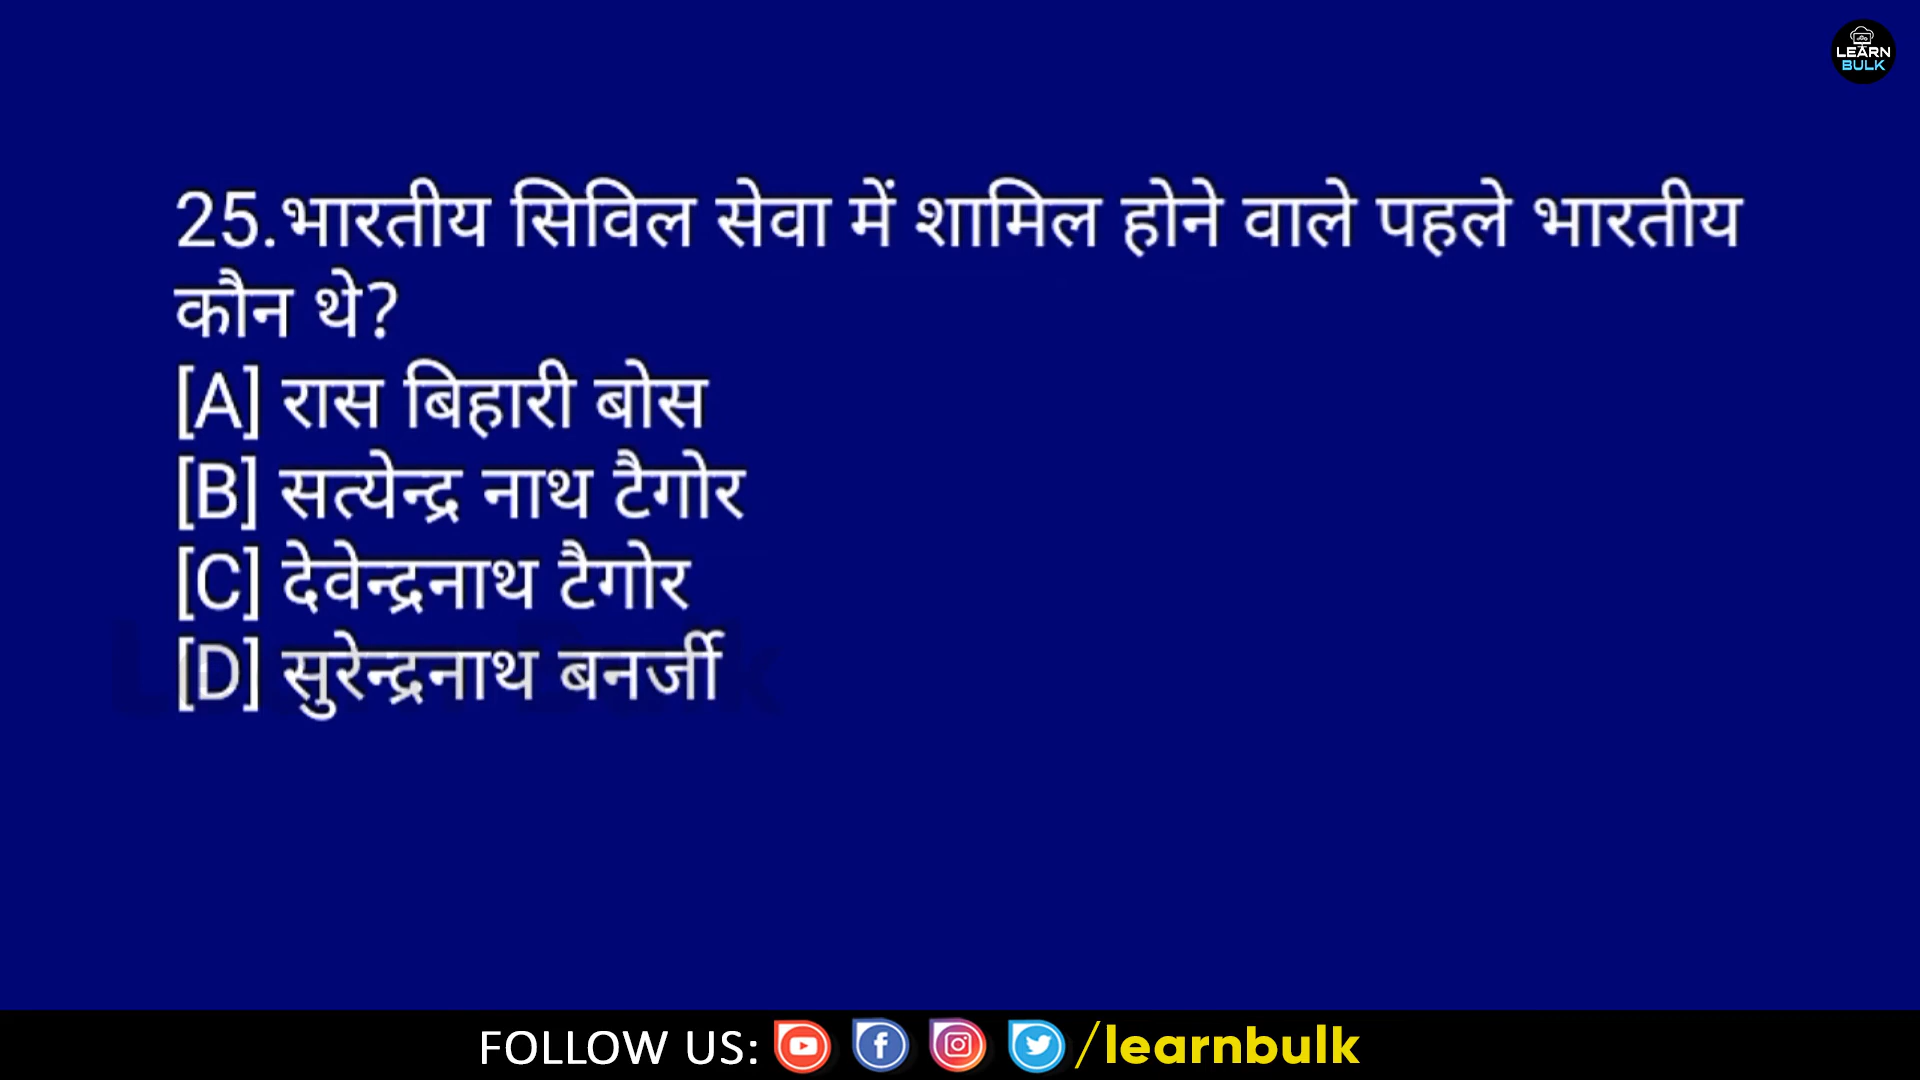 LEARN
BULK
25.भारतीय सिविल सेवा में शामिल होने वाले पहले भारतीय
कौन थे?
[A] रास बिहारी बोस
[B] सत्येन्द्र नाथ टैगोर
[C] देवेन्द्रनाथ टैगोर
[D] सुरेन्द्रनाथ बनर्जी
FOLLOW US: /learnbulk